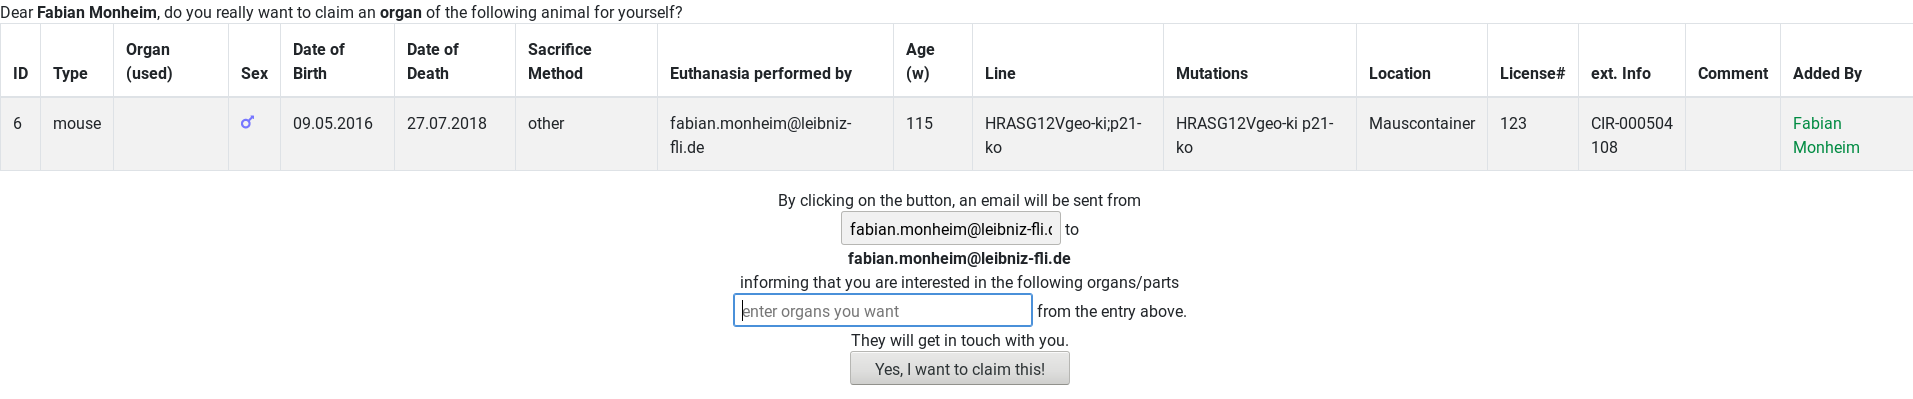 Dear Fabian Monheim, do you really want to claim an organ of the following animal for yourself?
ID Type Organ (used) Sex Date of Birth Date of Death Sacrifice Method Euthanasia performed by Age (w) Line Mutations Location License# ext. Info Comment Added By
6 mouse ♂ 09.05.2016 27.07.2018 other fabian.monheim@leibniz-fli.de 115 HRASG12Vgeo-ki;p21-ko HRASG12Vgeo-ki p21-ko Mauscontainer 123 CIR-000504 108 Fabian Monheim
By clicking on the button, an email will be sent from
fabian.monheim@leibniz-fli.c to
fabian.monheim@leibniz-fli.de
informing that you are interested in the following organs/parts
enter organs you want from the entry above.
They will get in touch with you.
Yes, I want to claim this!